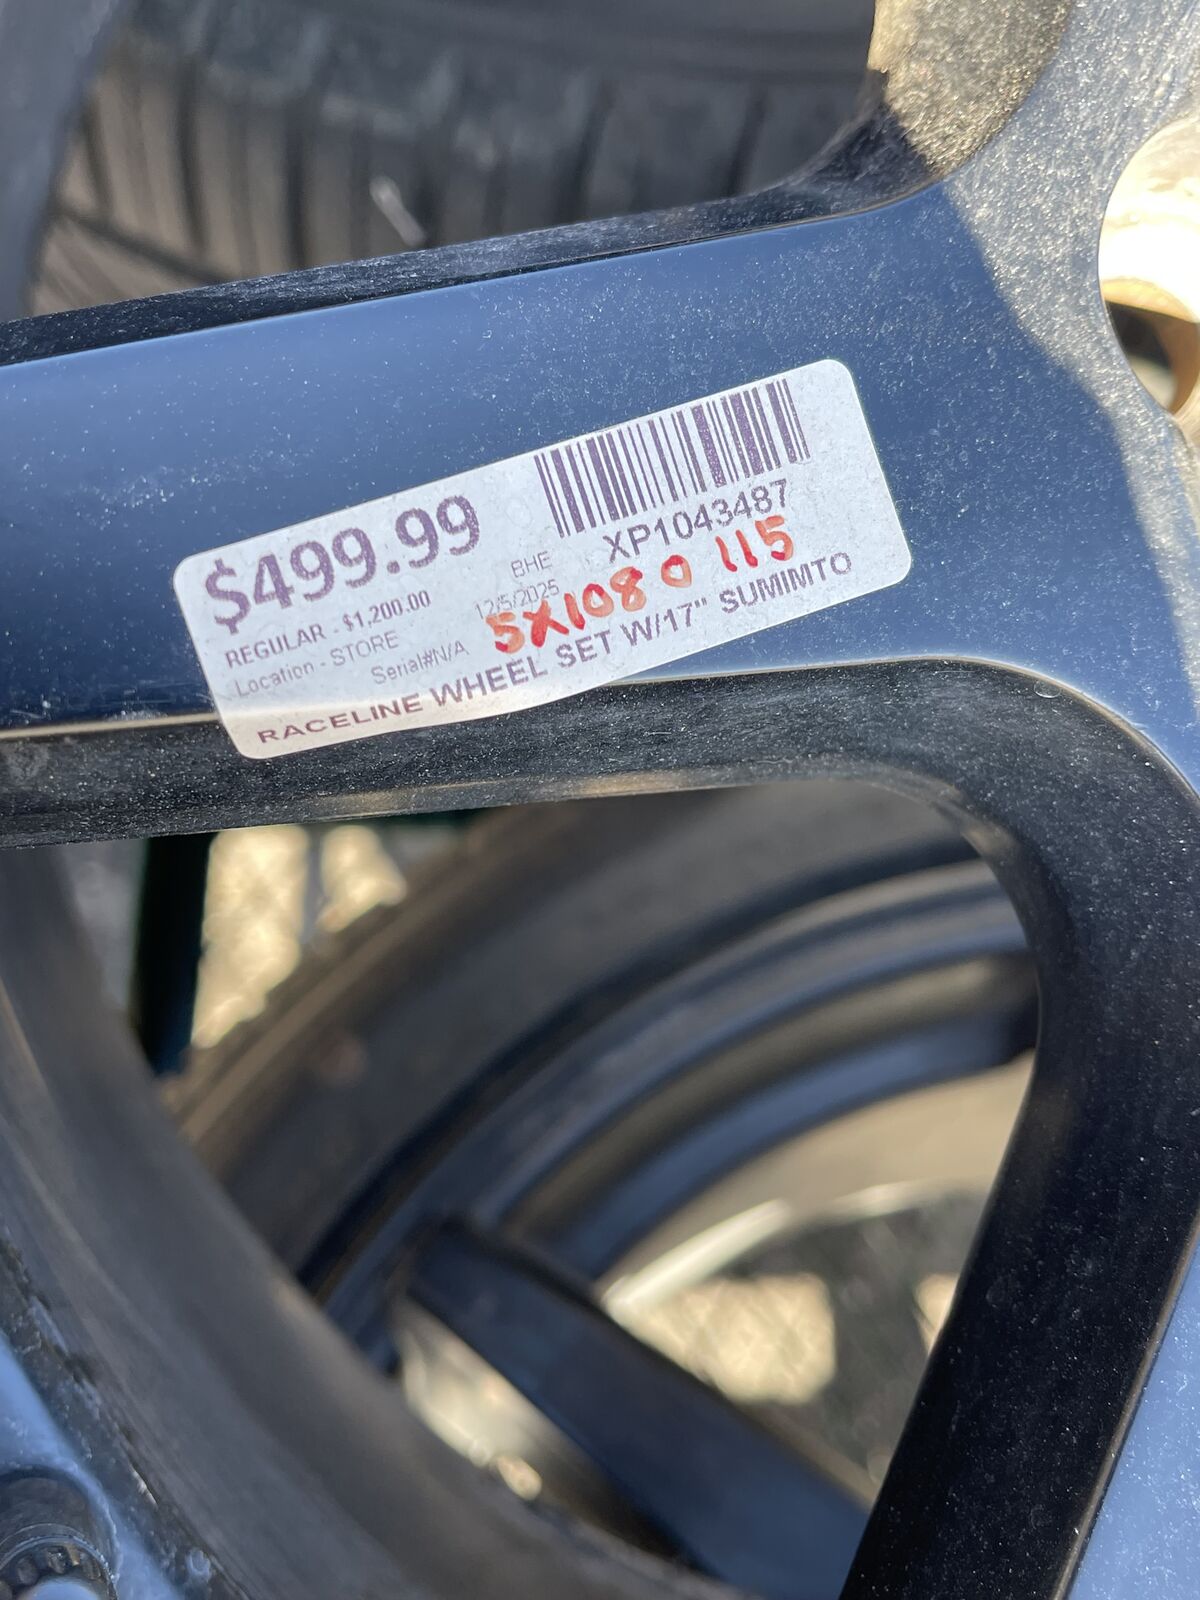 XP1043487
$499.99
BHE
REGULAR - $1,200.00
12/5/2025
5X108 0 115
Location - STORE
Serial#N/A
RACELINE WHEEL SET W/17" SUMIMTO